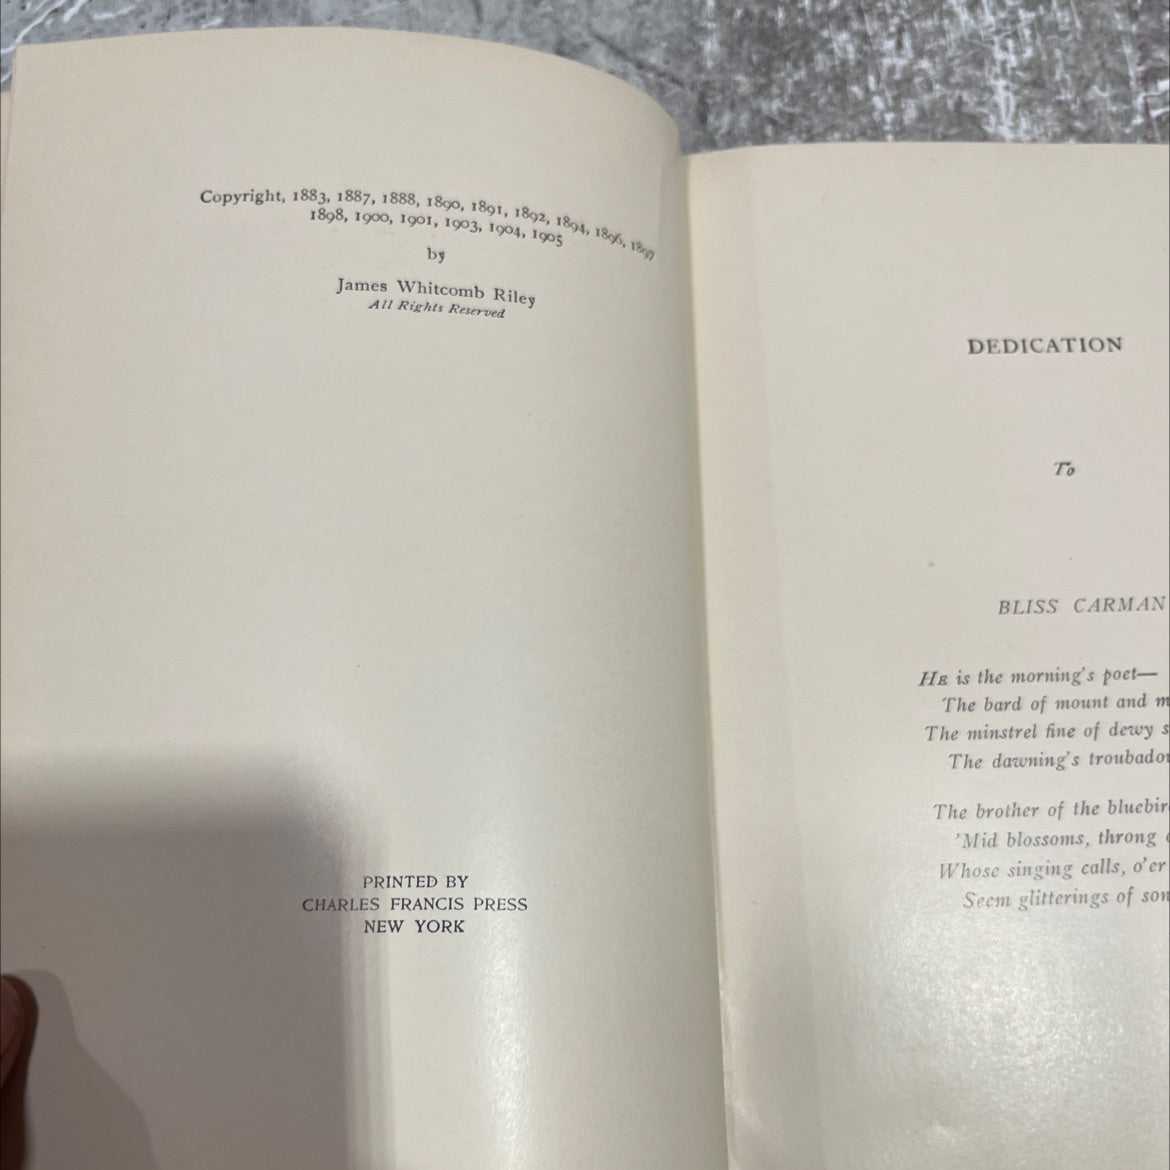 Copyright, 1883, 1887, 1888, 1890, 1891, 1892, 1894, 1896, 1897
1898, 1900, 1901, 1903, 1904, 1905
by
James Whitcomb Riley
All Rights Reserved
PRINTED BY
CHARLES FRANCIS PRESS
NEW YORK
DEDICATION
To
BLISS CARMAN
HE is the morning's poet—
The bard of mount and
The minstrel fine of dewy
The dawning's
The brother of the
'Mid blossoms, throng
Whose singing calls, o'er
Seem glitterings of